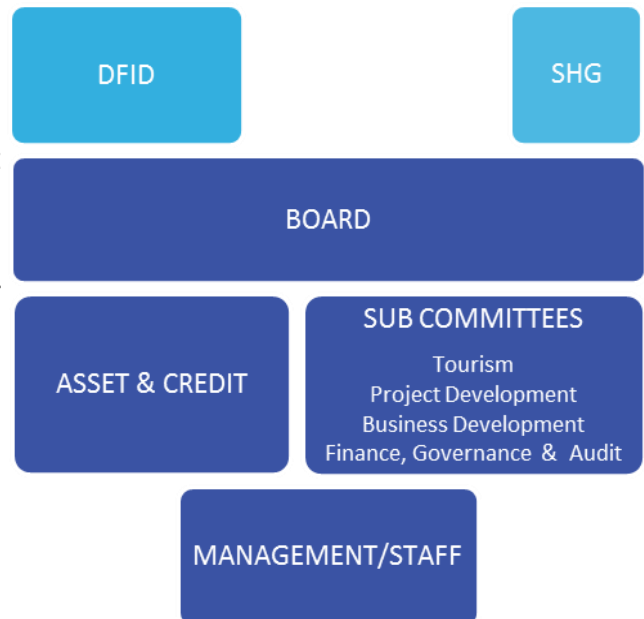 DFID
SHG
BOARD
ASSET & CREDIT
SUB COMMITTEES
Tourism
Project Development
Business Development
Finance, Governance & Audit
MANAGEMENT/STAFF